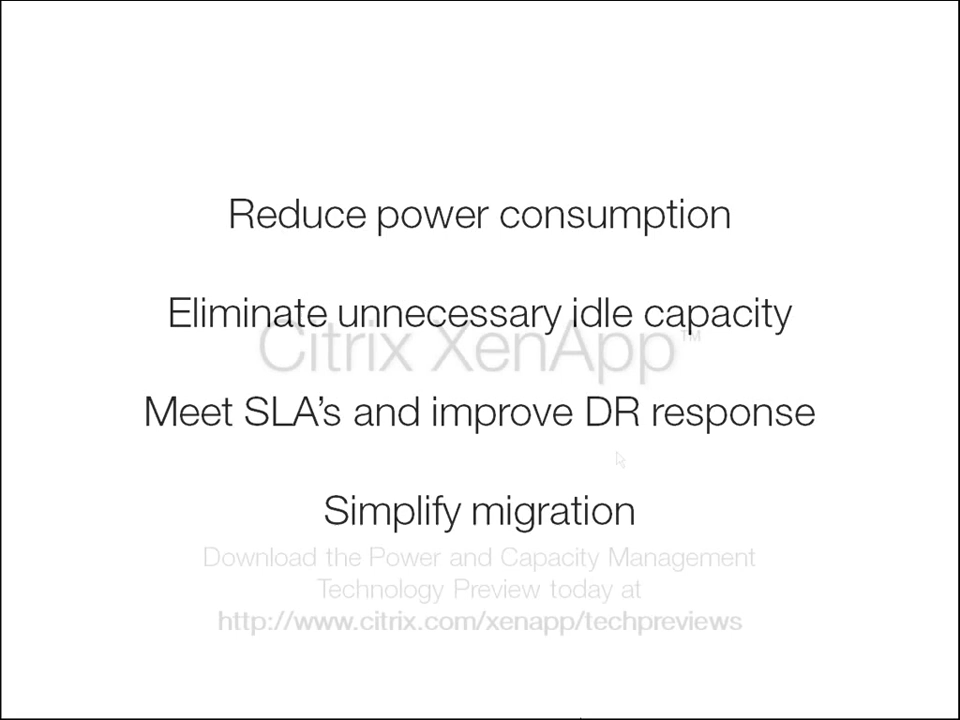 Reduce power consumption
Eliminate unnecessary idle capacity
Citrix XenApp™
Meet SLA's and improve DR response
Simplify migration
Download the Power and Capacity Management
Technology Preview today at
http://www.citrix.com/xenapp/techpreviews